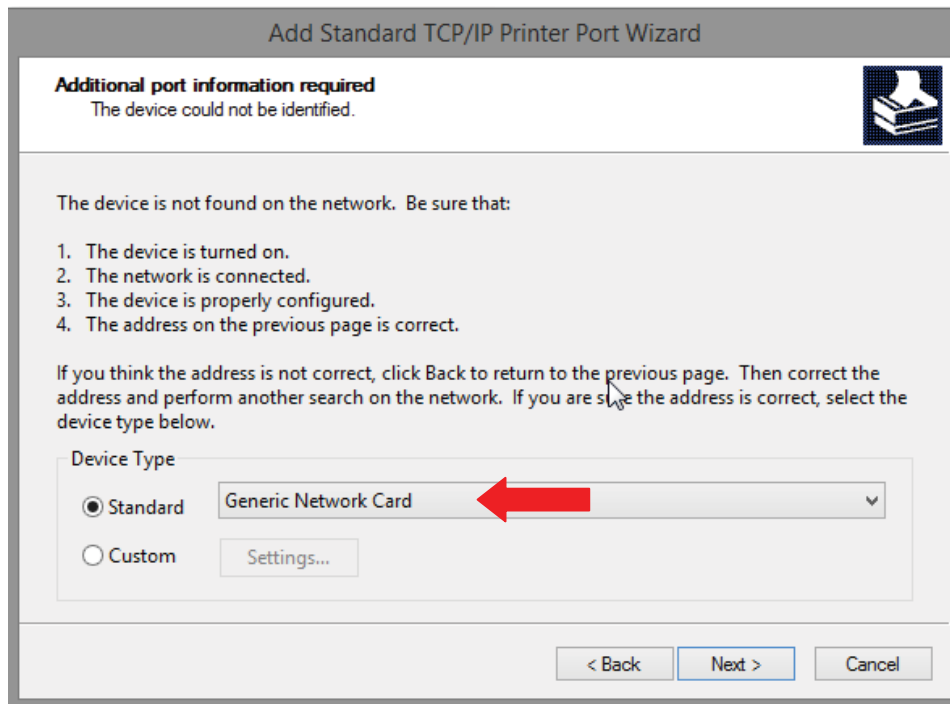 Add Standard TCP/IP Printer Port Wizard
Additional port information required
The device could not be identified.
The device is not found on the network.  Be sure that:
1.  The device is turned on.
2.  The network is connected.
3.  The device is properly configured.
4.  The address on the previous page is correct.
If you think the address is not correct, click Back to return to the previous page.  Then correct the
address and perform another search on the network.  If you are sure the address is correct, select the
device type below.
Device Type
Standard
Generic Network Card
Custom
Settings...
< Back
Next >
Cancel